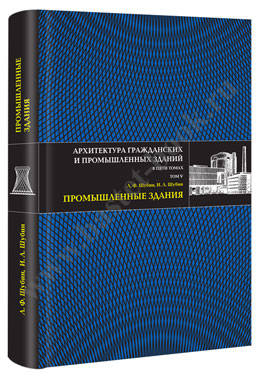 ПРОМЫШЛЕННЫЕ
ЗДАНИЯ
Л. Ф. Шубин, И. Л. Шубин
АРХИТЕКТУРА ГРАЖДАНСКИХ
И ПРОМЫШЛЕННЫХ ЗДАНИЙ
В ПЯТИ ТОМАХ
ТОМ V
Л. Ф. Шубин, И. Л. Шубин
ПРОМЫШЛЕННЫЕ ЗДАНИЯ